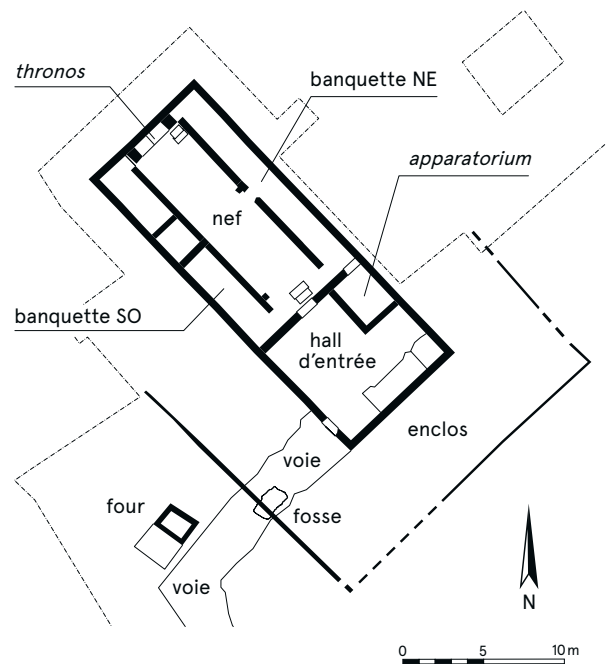 thronos
banquette NE
apparatorium
nef
banquette SO
hall
d’entrée
enclos
voie
four
fosse
voie
N
0 5 10 m